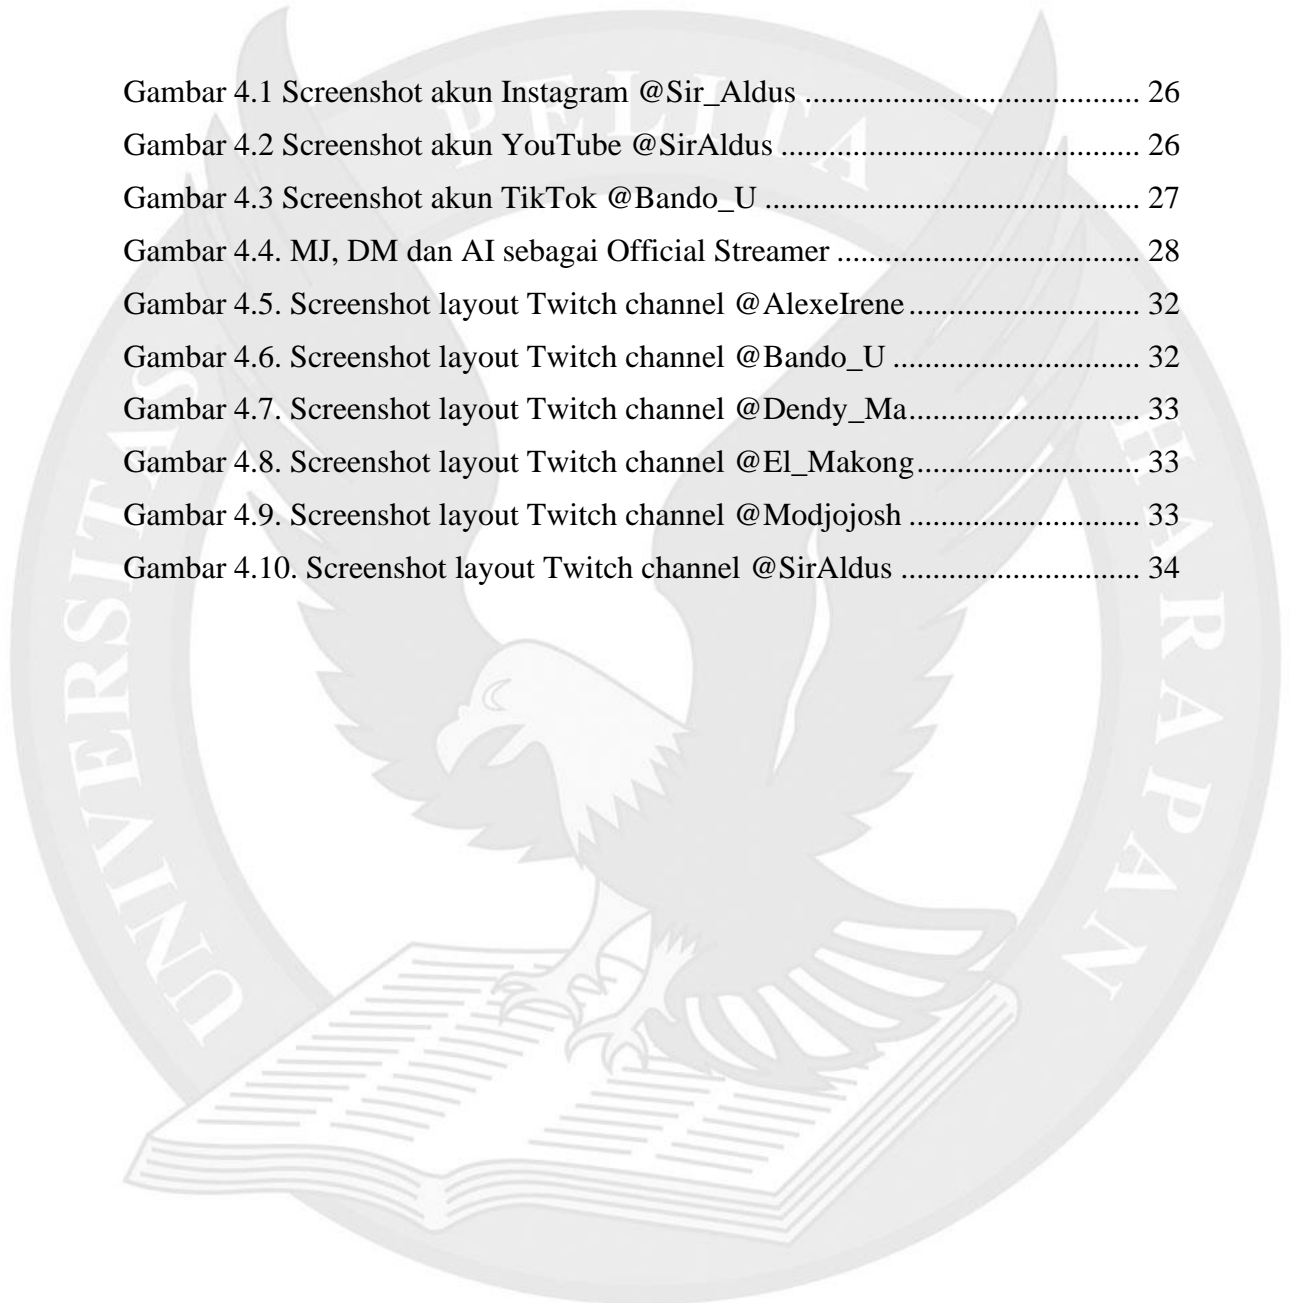 Gambar 4.1 Screenshot akun Instagram @Sir_Aldus .......................................... 26
Gambar 4.2 Screenshot akun YouTube @SirAldus ............................................. 26
Gambar 4.3 Screenshot akun TikTok @Bando_U ............................................... 27
Gambar 4.4. MJ, DM dan AI sebagai Official Streamer ...................................... 28
Gambar 4.5. Screenshot layout Twitch channel @AlexeIrene ............................. 32
Gambar 4.6. Screenshot layout Twitch channel @Bando_U ............................... 32
Gambar 4.7. Screenshot layout Twitch channel @Dendy_Ma ............................. 33
Gambar 4.8. Screenshot layout Twitch channel @El_Makong ............................ 33
Gambar 4.9. Screenshot layout Twitch channel @Modjojosh ............................. 33
Gambar 4.10. Screenshot layout Twitch channel @SirAldus .............................. 34
UNIVERSITAS PELITA HARAPAN